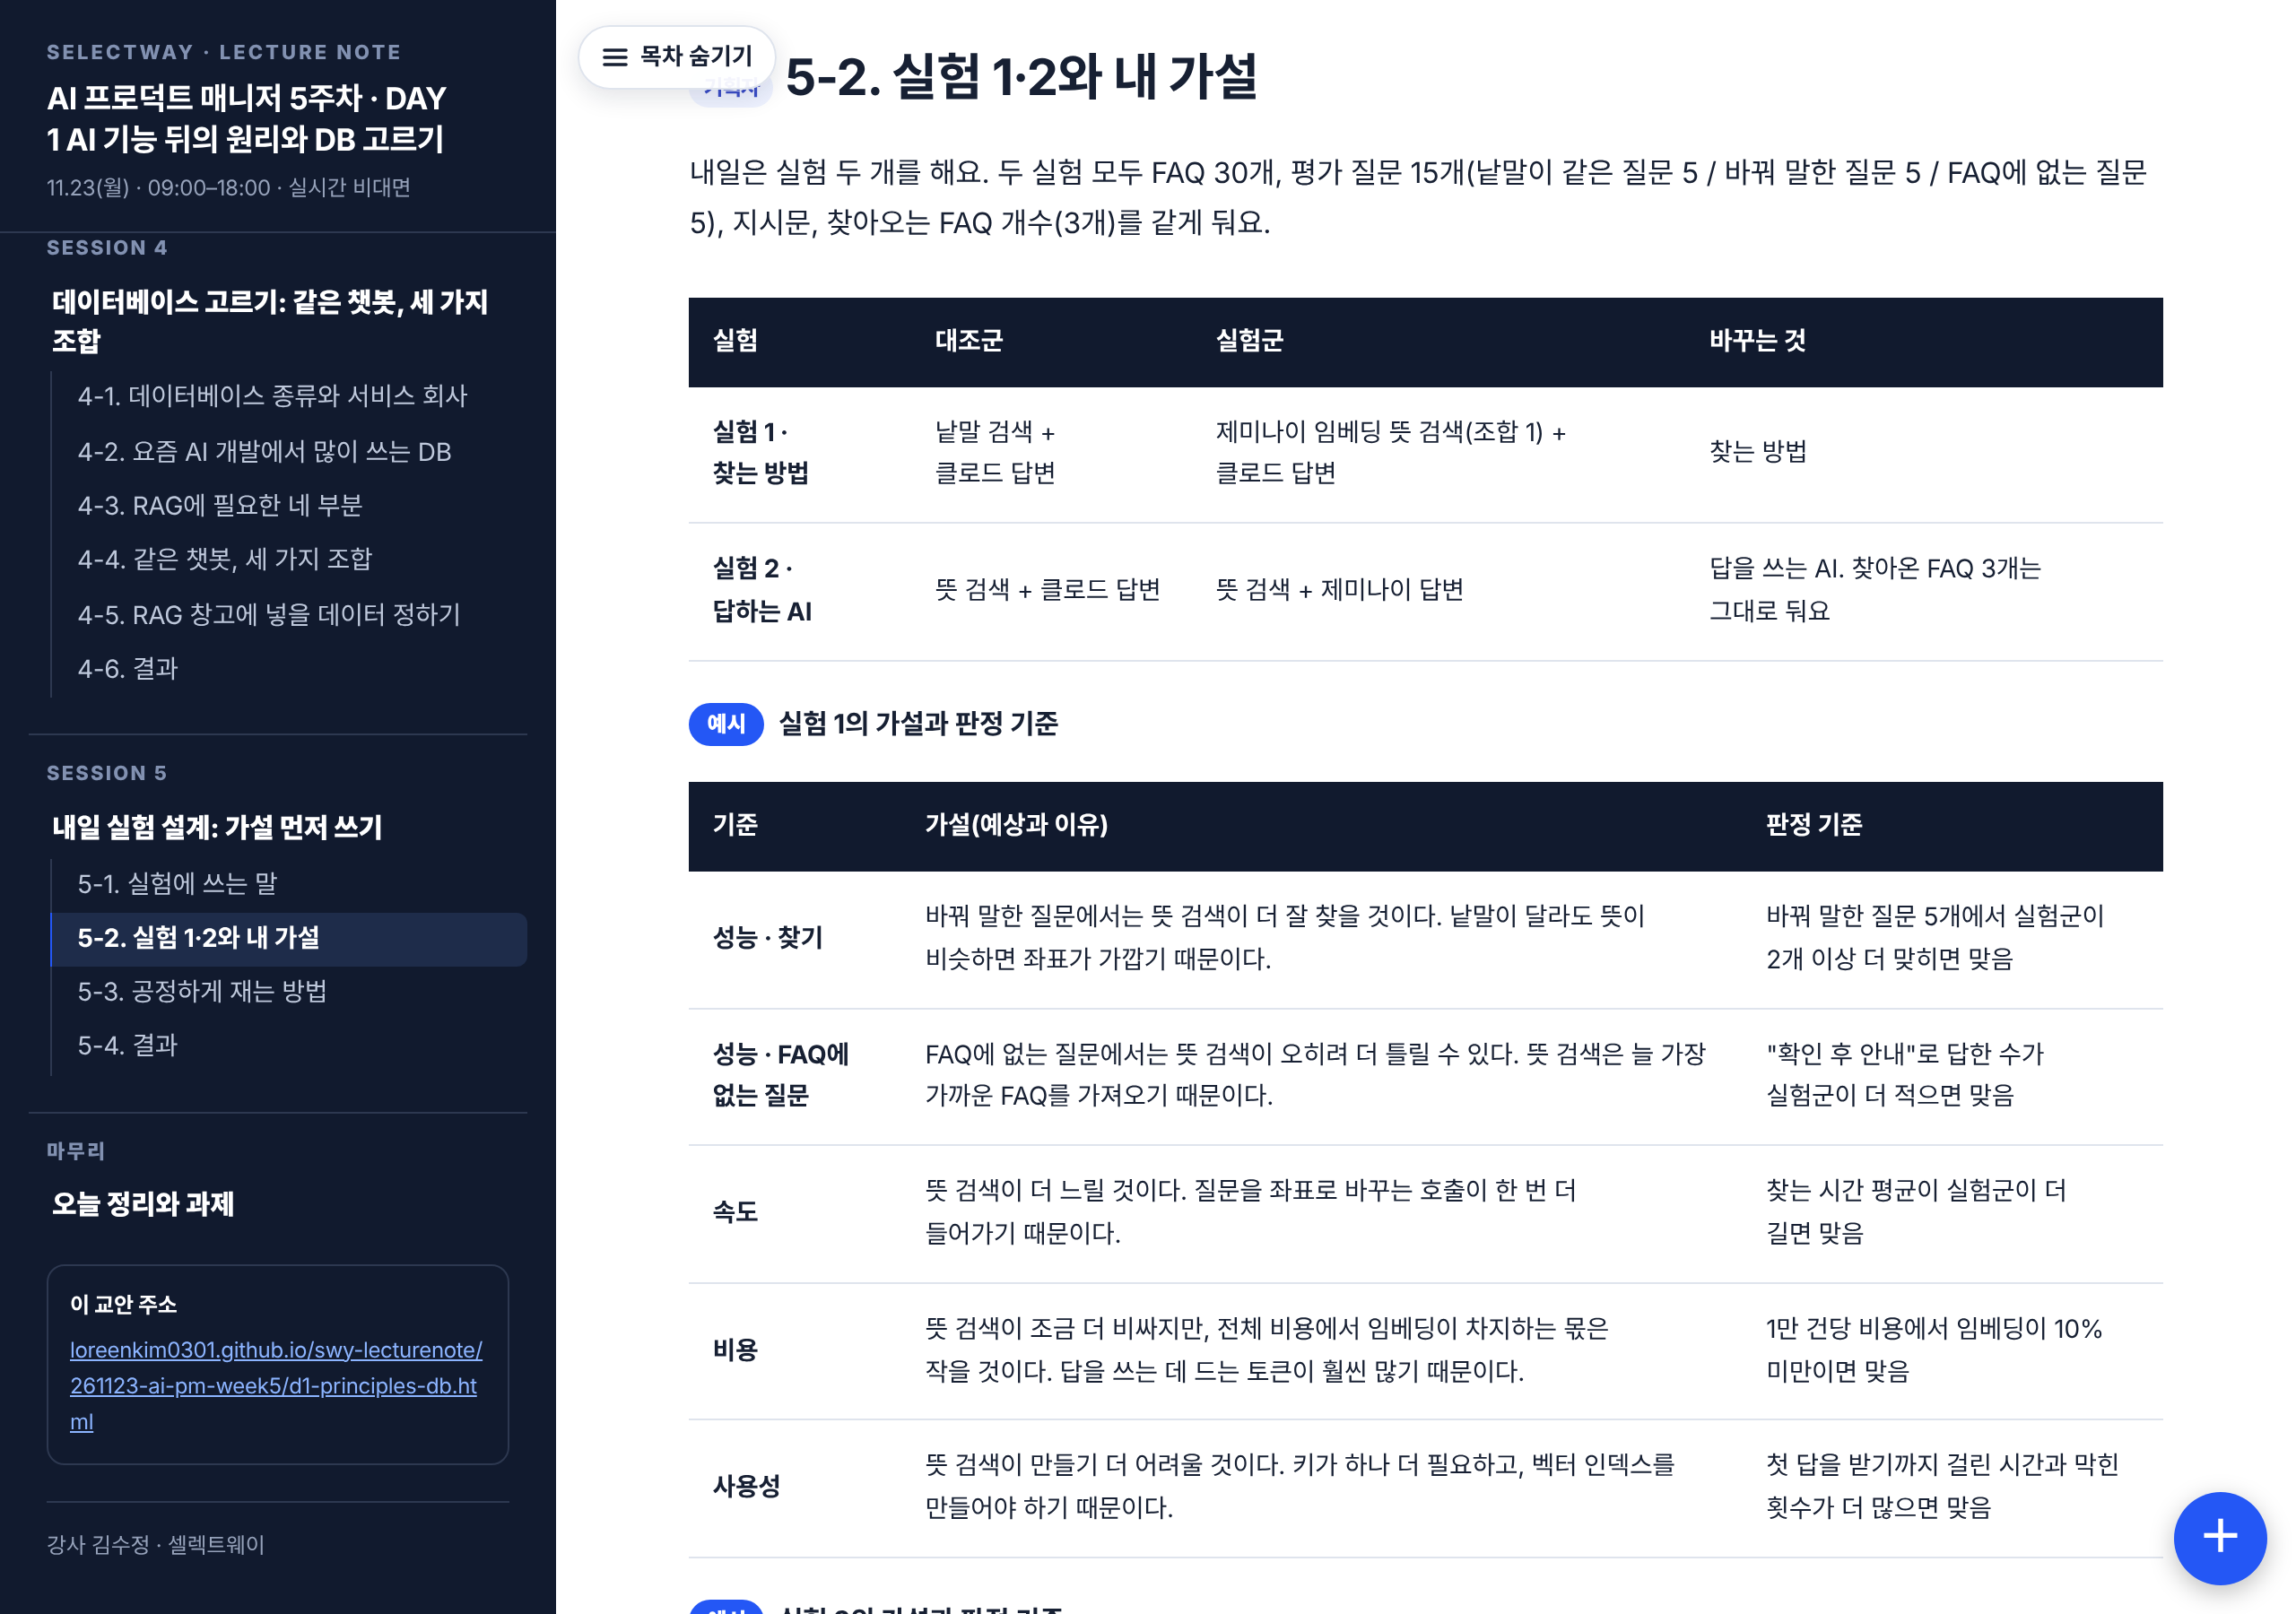 SELECTWAY · LECTURE NOTE
AI 프로덕트 매니저 5주차 · DAY
1 AI 기능 뒤의 원리와 DB 고르기
11.23(월) · 09:00–18:00 · 실시간 비대면
SESSION 4
데이터베이스 고르기: 같은 챗봇, 세 가지
조합
4-1. 데이터베이스 종류와 서비스 회사
4-2. 요즘 AI 개발에서 많이 쓰는 DB
4-3. RAG에 필요한 네 부분
4-4. 같은 챗봇, 세 가지 조합
4-5. RAG 창고에 넣을 데이터 정하기
4-6. 결과
SESSION 5
내일 실험 설계: 가설 먼저 쓰기
5-1. 실험에 쓰는 말
5-2. 실험 1·2와 내 가설
5-3. 공정하게 재는 방법
5-4. 결과
마무리
오늘 정리와 과제
이 교안 주소
loreenkim0301.github.io/swy-lecturenote/
261123-ai-pm-week5/d1-principles-db.ht
ml
강사 김수정 · 셀렉트웨이
목차 숨기기
5-2. 실험 1·2와 내 가설
내일은 실험 두 개를 해요. 두 실험 모두 FAQ 30개, 평가 질문 15개(낱말이 같은 질문 5 / 바꿔 말한 질문 5 / FAQ에 없는 질문
5), 지시문, 찾아오는 FAQ 개수(3개)를 같게 둬요.
실험 대조군 실험군 바꾸는 것
실험 1 ·
찾는 방법
낱말 검색 +
클로드 답변
제미나이 임베딩 뜻 검색(조합 1) +
클로드 답변
찾는 방법
실험 2 ·
답하는 AI
뜻 검색 + 클로드 답변
뜻 검색 + 제미나이 답변
답을 쓰는 AI. 찾아온 FAQ 3개는
그대로 둬요
예시 실험 1의 가설과 판정 기준
기준 가설(예상과 이유) 판정 기준
성능 · 찾기
바꿔 말한 질문에서는 뜻 검색이 더 잘 찾을 것이다. 낱말이 달라도 뜻이
비슷하면 좌표가 가깝기 때문이다.
바꿔 말한 질문 5개에서 실험군이
2개 이상 더 맞히면 맞음
성능 · FAQ에
없는 질문
FAQ에 없는 질문에서는 뜻 검색이 오히려 더 틀릴 수 있다. 뜻 검색은 늘 가장
가까운 FAQ를 가져오기 때문이다.
"확인 후 안내"로 답한 수가
실험군이 더 적으면 맞음
속도
뜻 검색이 더 느릴 것이다. 질문을 좌표로 바꾸는 호출이 한 번 더
들어가기 때문이다.
찾는 시간 평균이 실험군이 더
길면 맞음
비용
뜻 검색이 조금 더 비싸지만, 전체 비용에서 임베딩이 차지하는 몫은
작을 것이다. 답을 쓰는 데 드는 토큰이 훨씬 많기 때문이다.
1만 건당 비용에서 임베딩이 10%
미만이면 맞음
사용성
뜻 검색이 만들기 더 어려울 것이다. 키가 하나 더 필요하고, 벡터 인덱스를
만들어야 하기 때문이다.
첫 답을 받기까지 걸린 시간과 막힌
횟수가 더 많으면 맞음